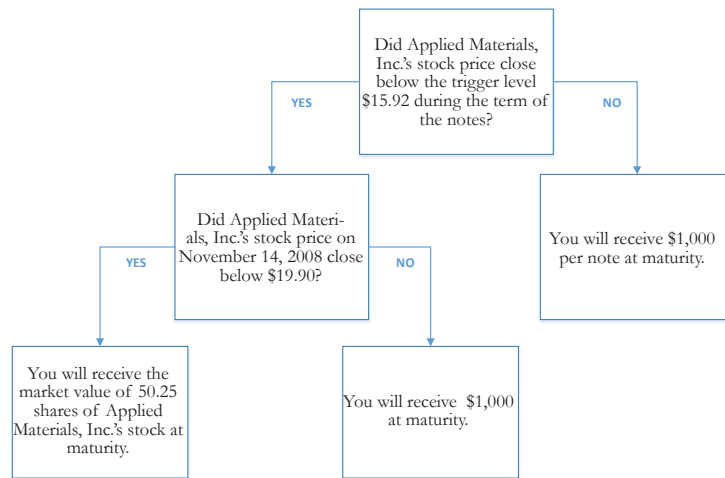 Did Applied Materials,
Inc.'s stock price close
below the trigger level
$15.92 during the term of
the notes?
YES
NO
Did Applied Materi-
als, Inc.'s stock price on
November 14, 2008 close
below $19.90?
You will receive $1,000
per note at maturity.
YES
NO
You will receive the
market value of 50.25
shares of Applied
Materials, Inc.'s stock at
maturity.
You will receive $1,000
at maturity.